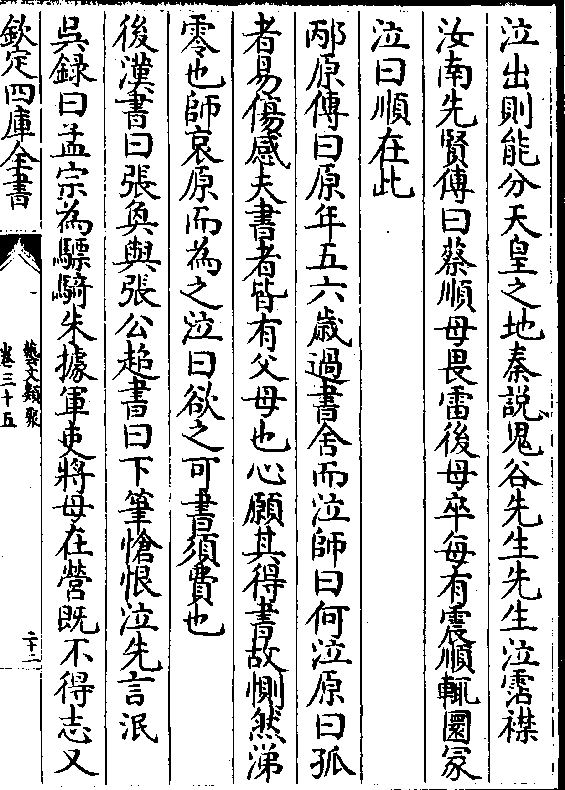 泣出則能分天皇之地秦説鬼谷先生先生泣霑襟
汝南先賢傳曰蔡順母畏雷後母卒每有震順輒圜冢
泣曰順在此
邴原傳曰原年五六歲過書舍而泣師曰何泣原曰孤
者易傷感夫書者皆有父母也心願其得書故惻然涕
零也師哀原而為之泣曰欲之可書須費也
後漢書曰張奐與張公超書曰下筆愴恨泣先言泯
吳録曰孟宗為驃騎朱據軍吏將母在營既不得志又
欽定四庫全書
藝文類聚
卷三十五
二十二